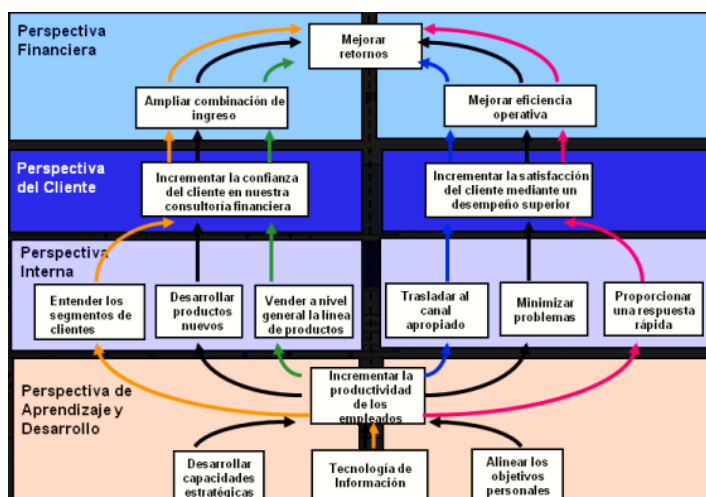 Perspectiva
Financiera
Mejorar
retornos
Ampliar combinación de
ingreso
Mejorar eficiencia
operativa
Perspectiva
del Cliente
Incrementar la confianza
del cliente en nuestra
consultoría financiera
Incrementar la satisfacción
del cliente mediante un
desempeño superior
Perspectiva
Interna
Entender los
segmentos de
clientes
Desarrollar
productos
nuevos
Vender a nivel
general la línea
de productos
Trasladar al
canal
apropiado
Minimizar
problemas
Proporcionar
una respuesta
rápida
Perspectiva de
Aprendizaje y
Desarrollo
Incrementar la
productividad
de los
empleados
Desarrollar
capacidades
estratégicas
Tecnología de
Información
Alinear los
objetivos
personales